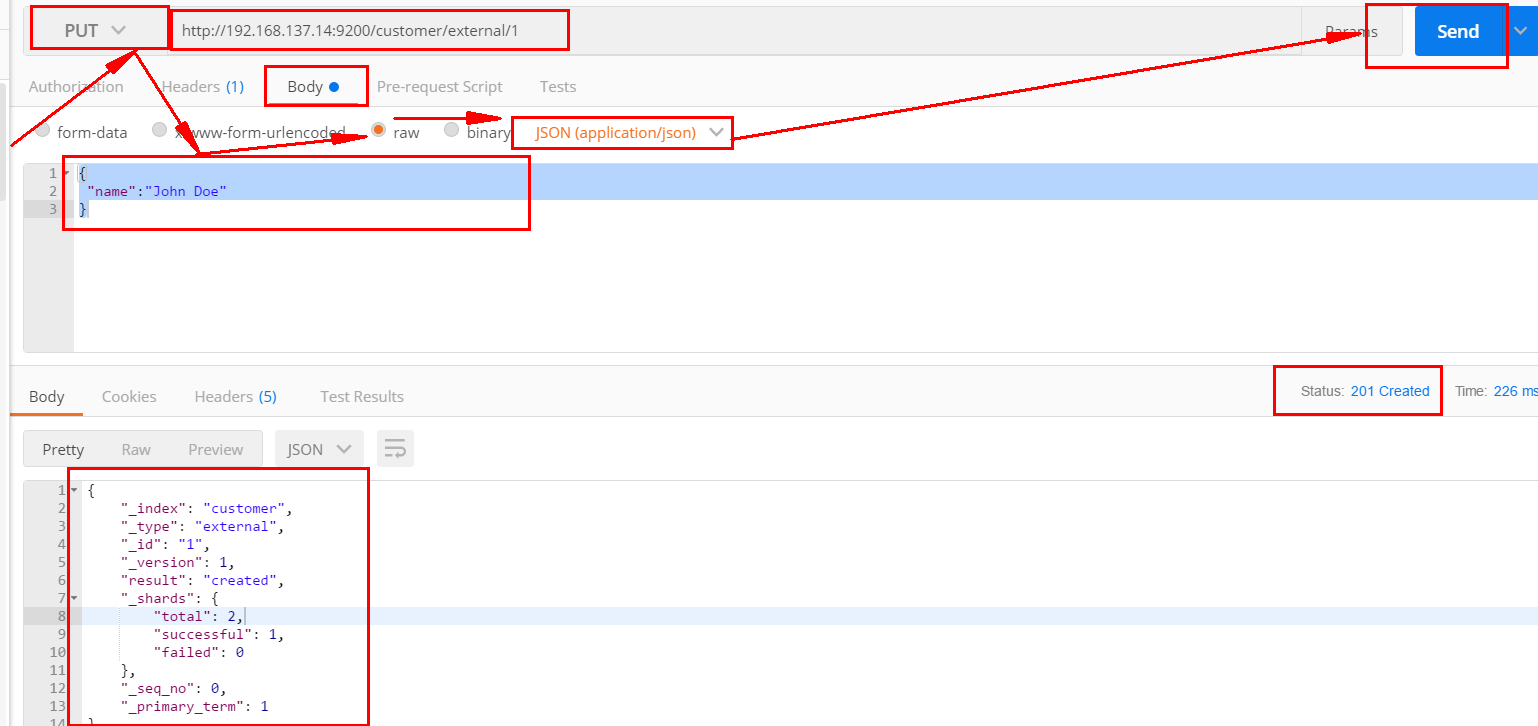 PUT http://192.168.137.14:9200/customer/external/1 Params Send
Authorization Headers (1) Body Pre-request Script Tests
form-data x-www-form-urlencoded raw binary JSON (application/json)
1 {
2 "name":"John Doe"
3 }
Body Cookies Headers (5) Test Results Status: 201 Created Time: 226 ms
Pretty Raw Preview JSON
1 {
2 "_index": "customer",
3 "_type": "external",
4 "_id": "1",
5 "_version": 1,
6 "result": "created",
7 "_shards": {
8 "total": 2,
9 "successful": 1,
10 "failed": 0
11 },
12 "_seq_no": 0,
13 "_primary_term": 1
14 }